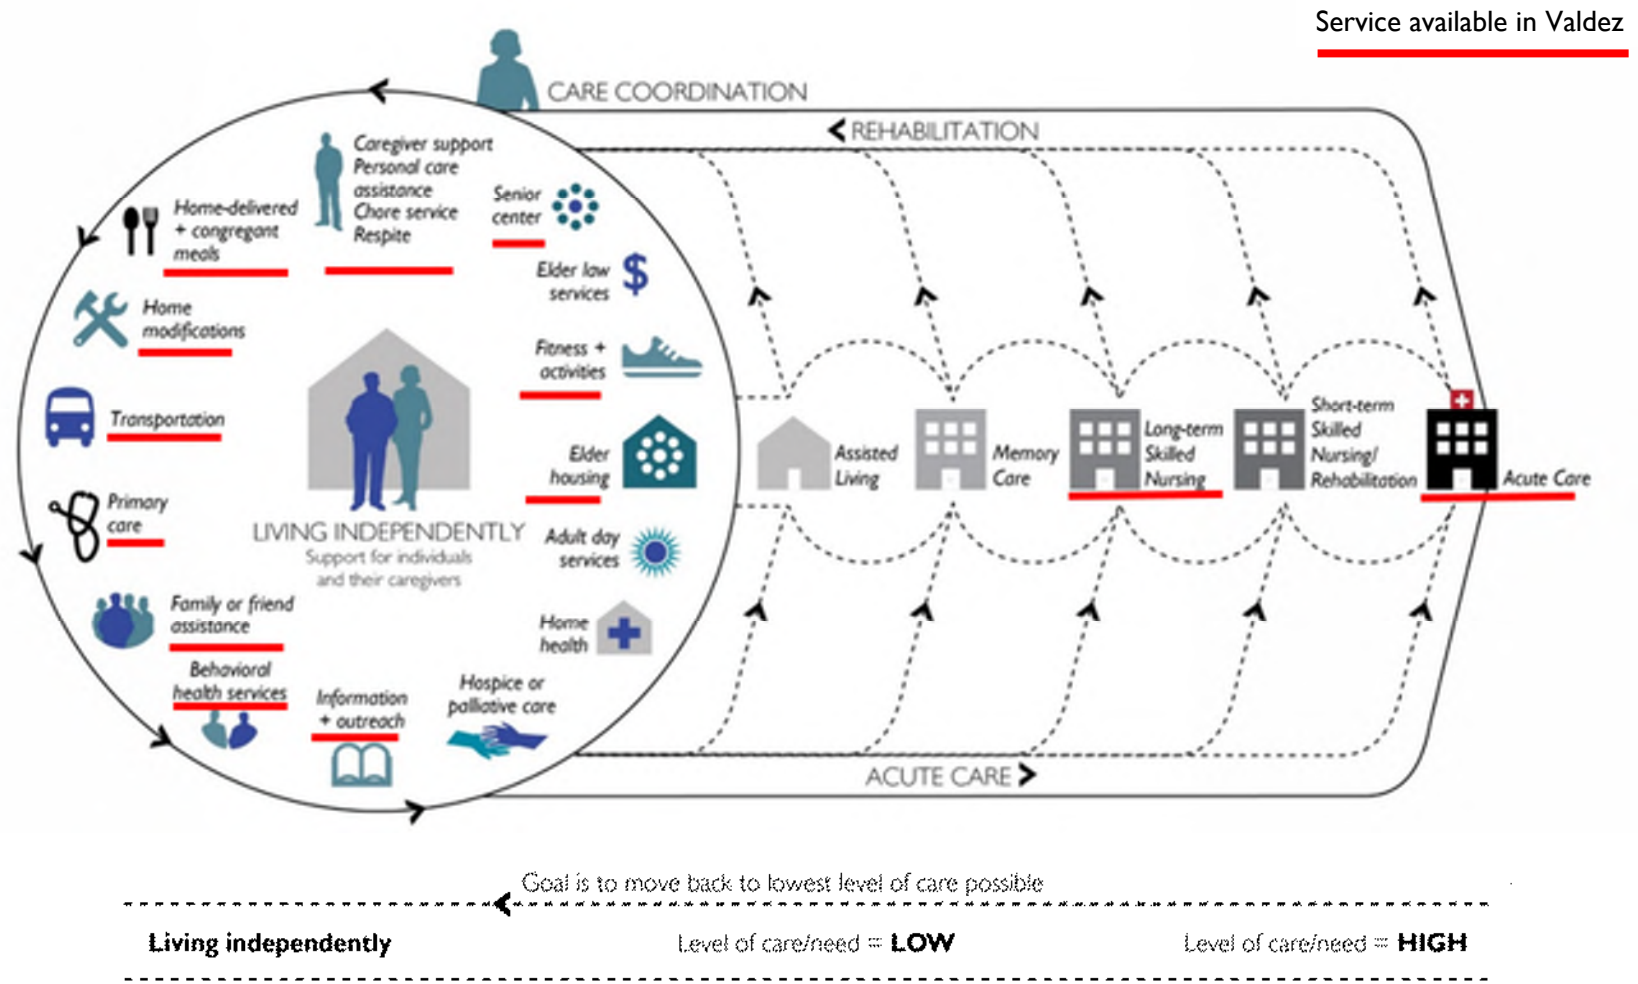 Service available in Valdez
CARE COORDINATION
REHABILITATION
Caregiver support
Personal care
assistance
Chore service
Respite
Senior
center
Home-delivered
+ congregant
meals
Elder law
services
$
Home
modifications
Fitness +
activities
Transportation
Elder
housing
Primary
care
LIVING INDEPENDENTLY
Support for individuals
and their caregivers
Adult day
services
Family or friend
assistance
Home
health
Behavioral
health services
Information
+ outreach
Hospice or
palliative care
Assisted
Living
Memory
Care
Long-term
Skilled
Nursing
Short-term
Skilled
Nursing/
Rehabilitation
Acute Care
ACUTE CARE
Goal is to move back to lowest level of care possible
Living independently
Level of care/need = LOW
Level of care/need = HIGH